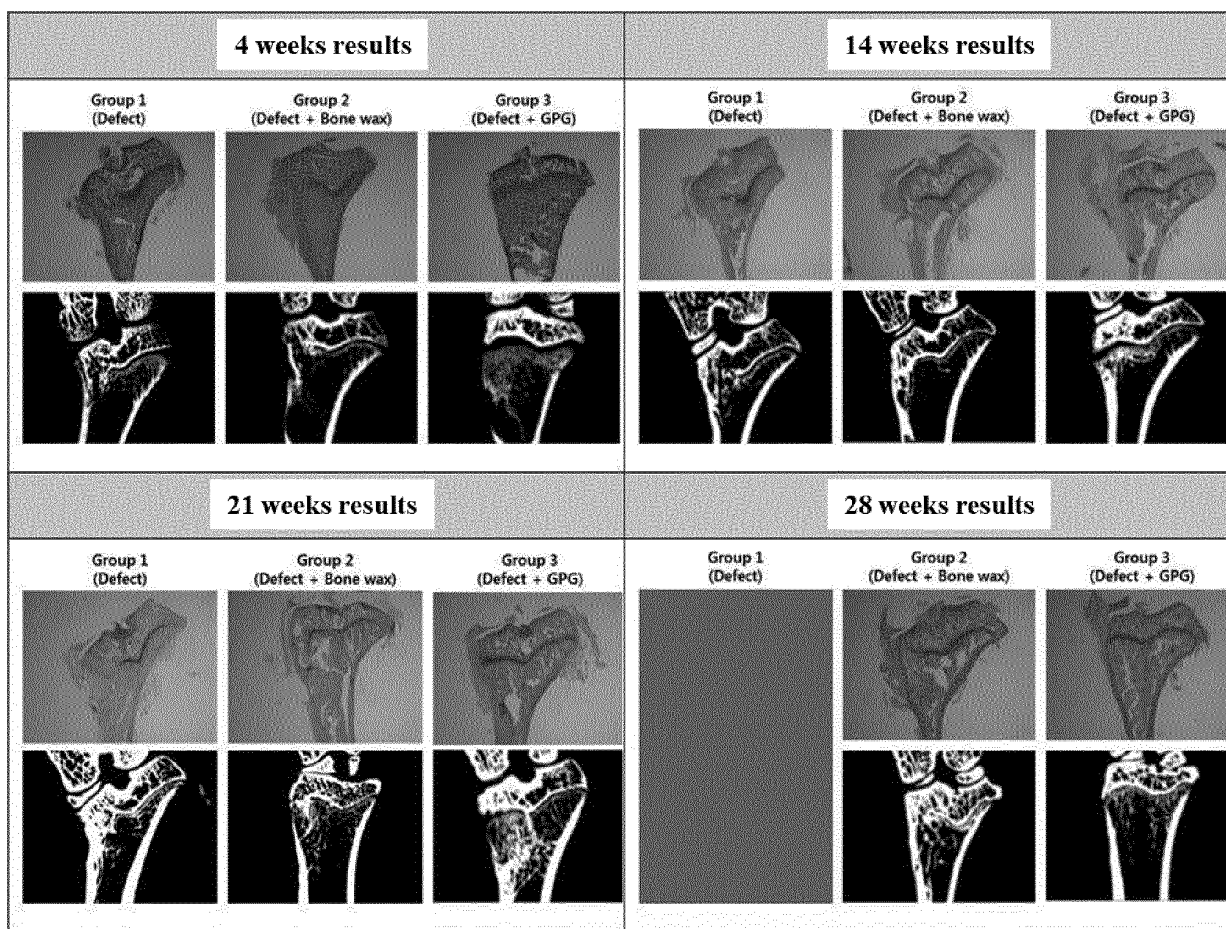 4 weeks results
14 weeks results
Group 1
(Defect)
Group 2
(Defect + Bone wax)
Group 3
(Defect + GPG)
Group 1
(Defect)
Group 2
(Defect + Bone wax)
Group 3
(Defect + GPG)
21 weeks results
28 weeks results
Group 1
(Defect)
Group 2
(Defect + Bone wax)
Group 3
(Defect + GPG)
Group 1
(Defect)
Group 2
(Defect + Bone wax)
Group 3
(Defect + GPG)